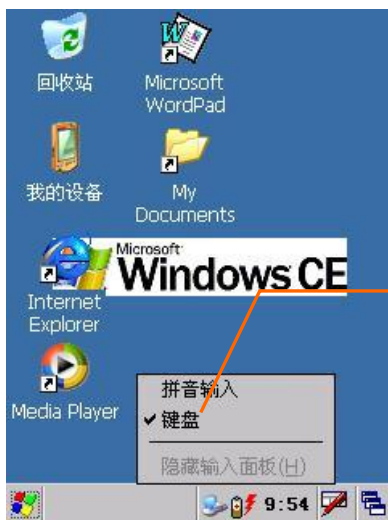 回收站
Microsoft
WordPad
我的设备
My
Documents
Microsoft
Windows CE
Internet
Explorer
Media Player
拼音输入
键盘
隐藏输入面板(H)
9:54